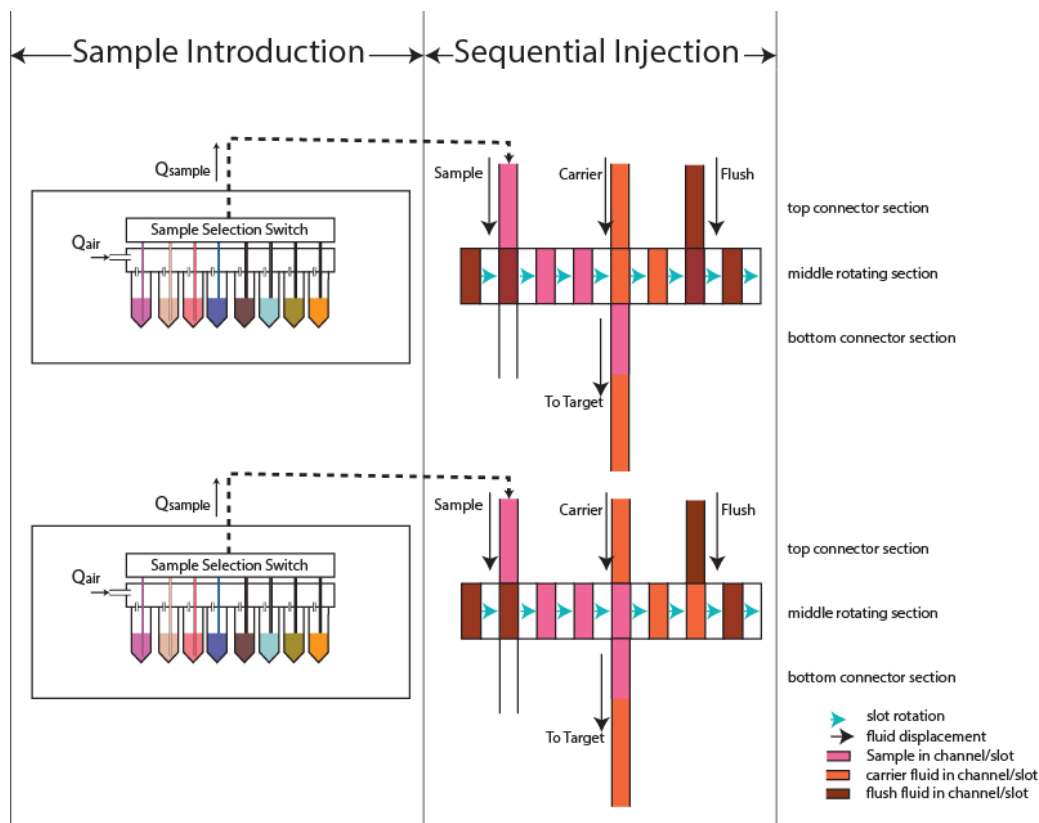 Sample Introduction
Sequential Injection
Qsample
Sample
Carrier
Flush
top connector section
Sample Selection Switch
Qair
middle rotating section
bottom connector section
To Target
Qsample
Sample
Carrier
Flush
top connector section
Sample Selection Switch
Qair
middle rotating section
bottom connector section
To Target
slot rotation
fluid displacement
Sample in channel/slot
carrier fluid in channel/slot
flush fluid in channel/slot